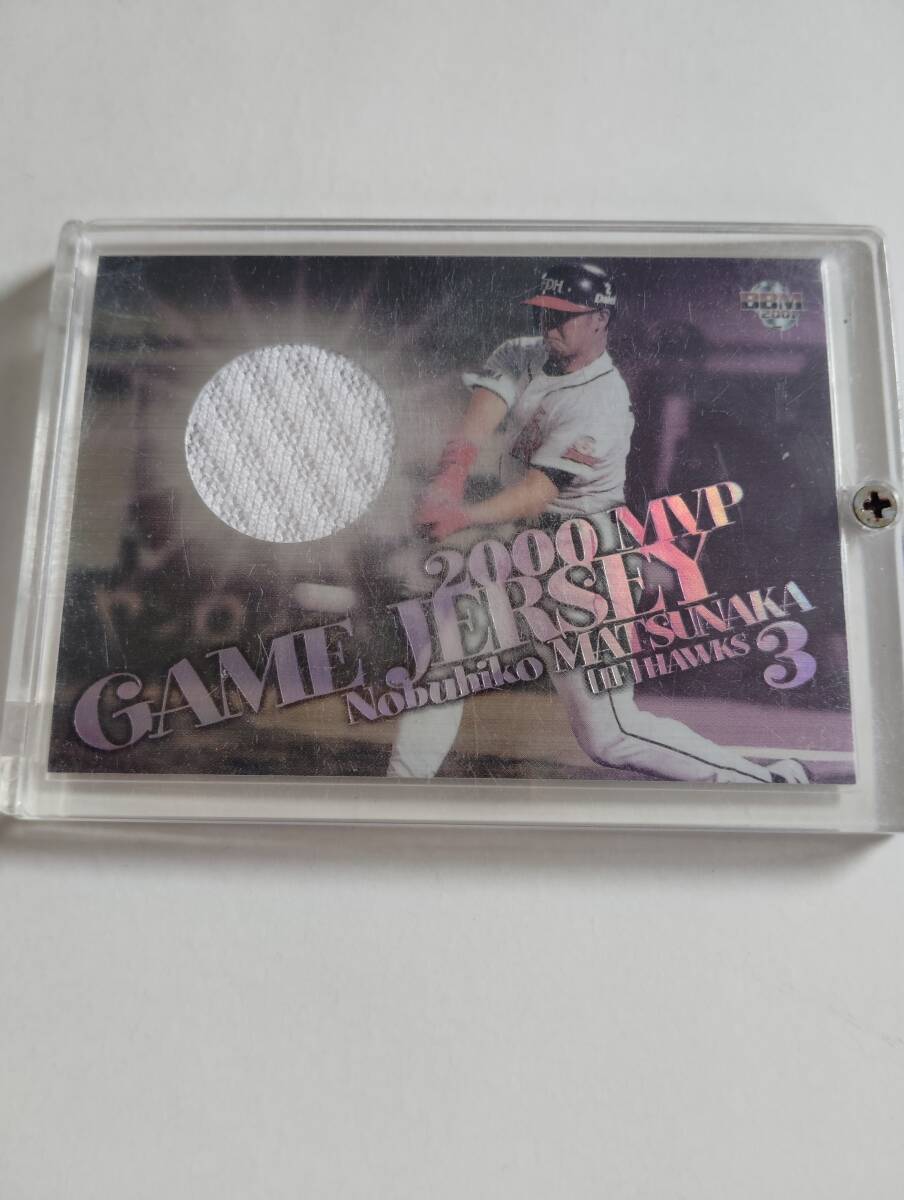 BBM
2001
2000 MVP
GAME JERSEY
Nobuhiko MATSUNAKA
[IF] HAWKS 3